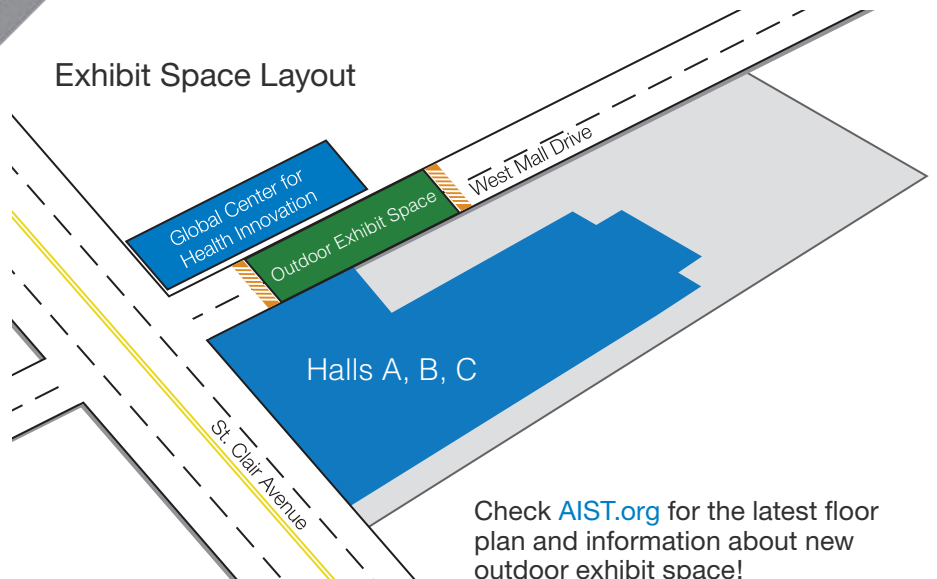 Exhibit Space Layout
West Mall Drive
Global Center for
Health Innovation
Outdoor Exhibit Space
Halls A, B, C
St. Clair Avenue
Check AIST.org for the latest floor
plan and information about new
outdoor exhibit space!